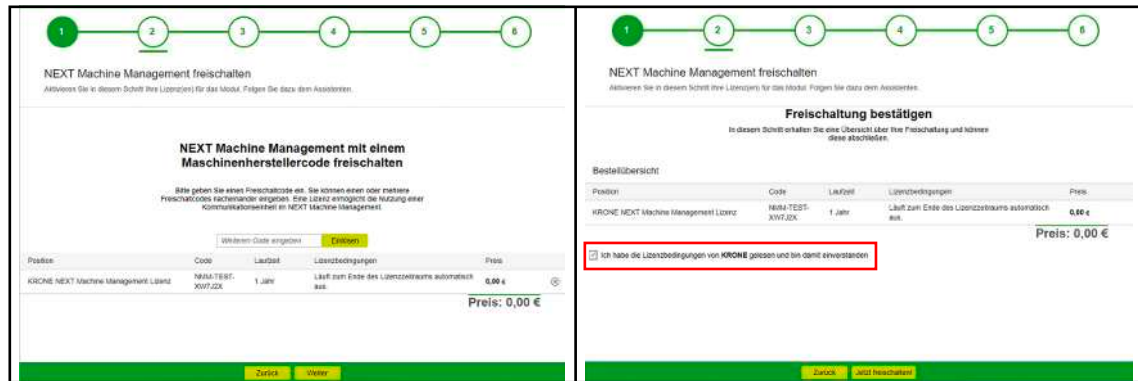 1 2 3 4 5 6
NEXT Machine Management freischalten
Aktivieren Sie in diesem Schritt Ihre Lizenz(en) für das Modul. Folgen Sie dazu dem Assistenten.
NEXT Machine Management mit einem
Maschinenherstellercode freischalten
Bitte geben Sie einen Freischaltcode ein. Sie können einen oder mehrere
Freischaltcodes nacheinander eingeben. Eine Lizenz ermöglicht die Nutzung einer
Kommunikationseinheit im NEXT Machine Management.
Weiteren Code eingeben Einlösen
Position Code Laufzeit Lizenzbedingungen Preis
KRONE NEXT Machine Management Lizenz NMM-TEST-XW7J2X 1 Jahr Läuft zum Ende des Lizenzzeitraums automatisch aus. 0,00 €
Preis: 0,00 €
Zurück Weiter
1 2 3 4 5 6
NEXT Machine Management freischalten
Aktivieren Sie in diesem Schritt Ihre Lizenz(en) für das Modul. Folgen Sie dazu dem Assistenten.
Freischaltung bestätigen
In diesem Schritt erhalten Sie eine Übersicht über Ihre Freischaltung und können
diese abschließen.
Bestellübersicht
Position Code Laufzeit Lizenzbedingungen Preis
KRONE NEXT Machine Management Lizenz NMM-TEST-XW7J2X 1 Jahr Läuft zum Ende des Lizenzzeitraums automatisch aus. 0,00 €
Preis: 0,00 €
Ich habe die Lizenzbedingungen von KRONE gelesen und bin damit einverstanden
Zurück Jetzt freischalten!